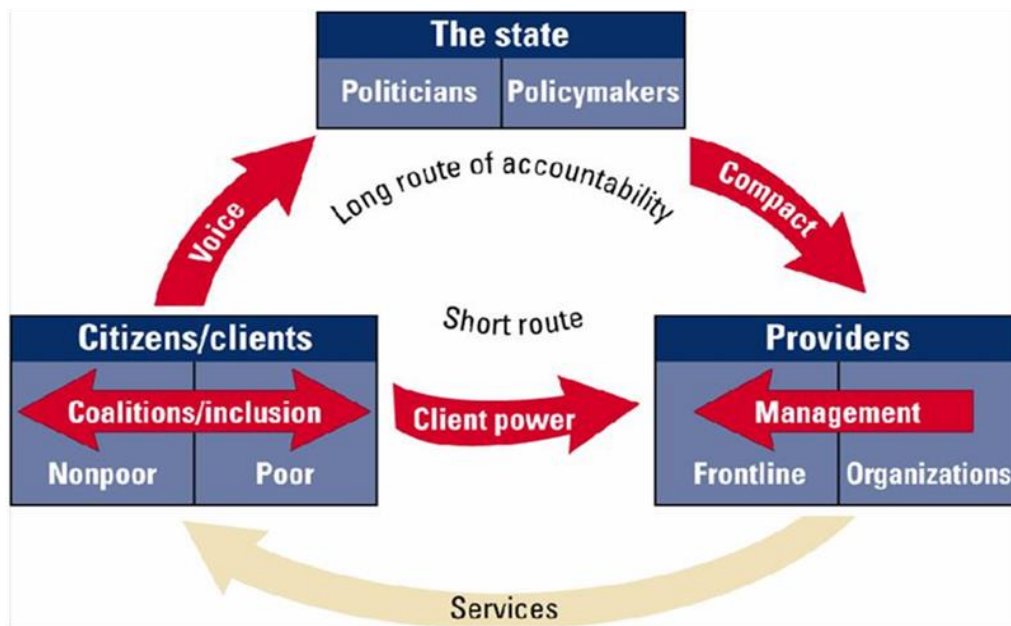 The state
Politicians Policymakers
Long route of accountability
Voice
Compact
Short route
Citizens/clients
Providers
Coalitions/inclusion
Client power
Management
Nonpoor Poor
Frontline Organizations
Services